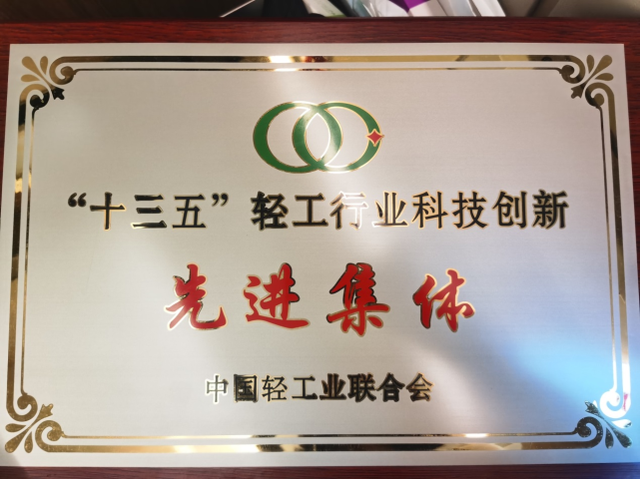 “十三五”轻工行业科技创新
先进集体
中国轻工业联合会